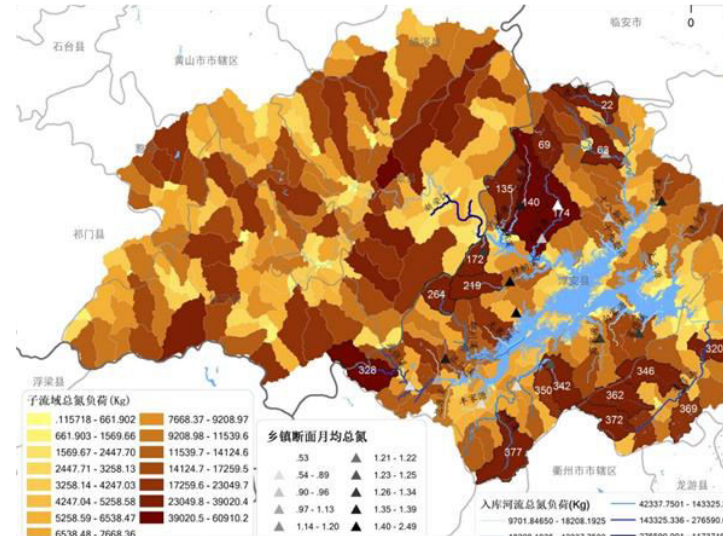 石台县
黄山市市辖区
临安市
0
22
69
63
135
140
174
祁门县
172
219
264
淳安县
浮梁县
328
320
346
350
342
362
369
372
377
衢州市市辖区
龙游县
子流域总氮负荷(Kg)
.115718 - 661.902
661.903 - 1569.66
1569.67 - 2447.70
2447.71 - 3258.13
3258.14 - 4247.03
4247.04 - 5258.58
5258.59 - 6538.47
6538.48 - 7668.36
7668.37 - 9208.97
9208.98 - 11539.6
11539.7 - 14124.6
14124.7 - 17259.5
17259.6 - 23049.7
23049.8 - 39020.4
39020.5 - 60910.2
乡镇断面月均总氮
.53
.54 - .89
.90 - .96
.97 - 1.13
1.14 - 1.20
1.21 - 1.22
1.23 - 1.25
1.26 - 1.34
1.35 - 1.39
1.40 - 2.49
入库河流总氮负荷(Kg)
9701.84650 - 18208.1925
42337.7501 - 143325.
143325.336 - 276590.